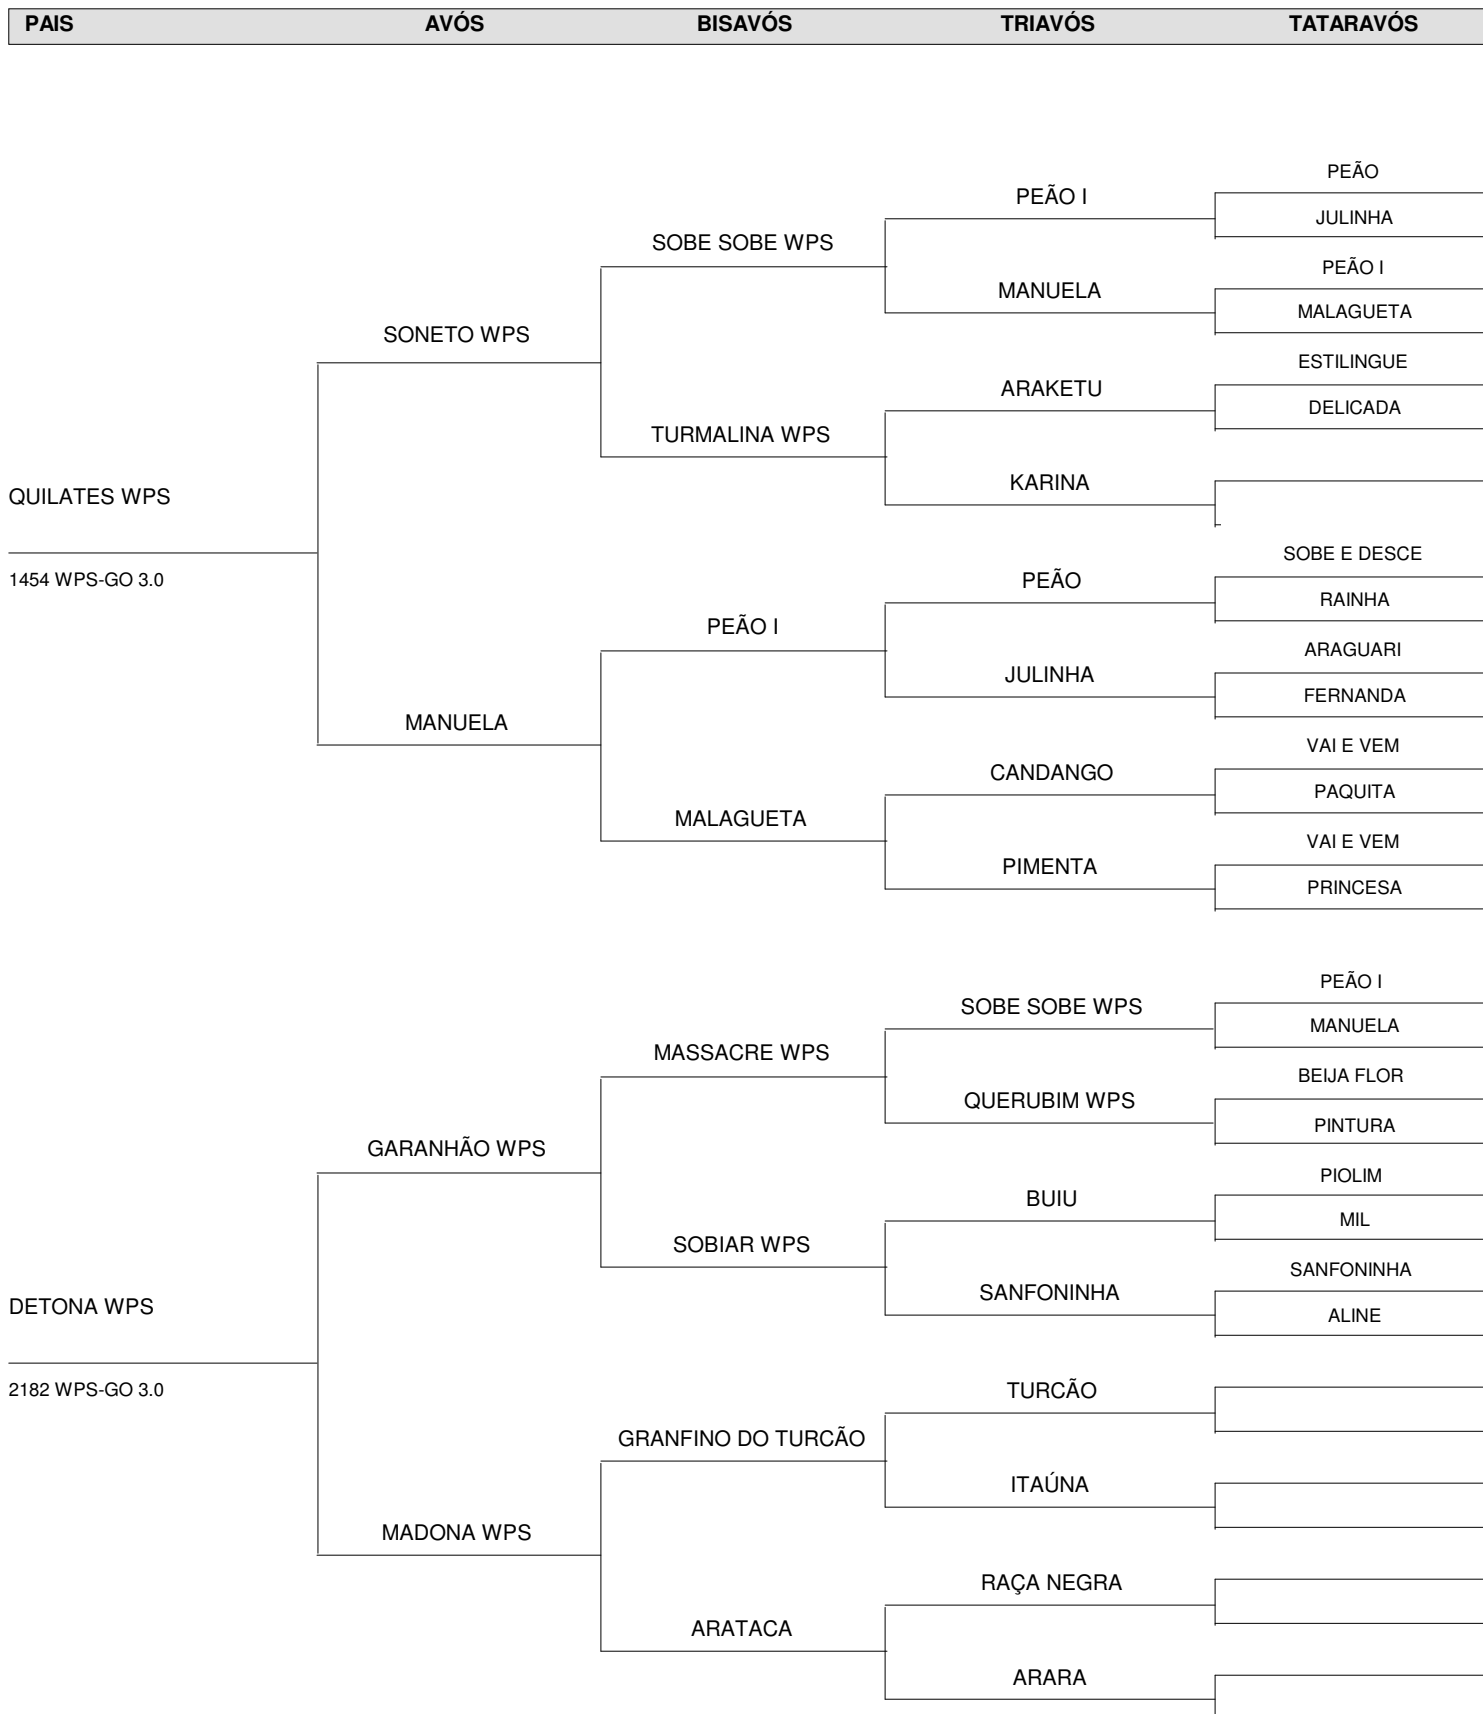 PAIS AVÓS BISAVÓS TRIAVÓS TATARAVÓS
PEÃO
PEÃO I
JULINHA
SOBE SOBE WPS
PEÃO I
MANUELA
MALAGUETA
SONETO WPS
ESTILINGUE
ARAKETU
DELICADA
TURMALINA WPS
KARINA
QUILATES WPS
SOBE E DESCE
1454 WPS-GO 3.0
PEÃO
RAINHA
PEÃO I
ARAGUARI
JULINHA
FERNANDA
MANUELA
VAI E VEM
CANDANGO
PAQUITA
MALAGUETA
VAI E VEM
PIMENTA
PRINCESA
PEÃO I
SOBE SOBE WPS
MANUELA
MASSACRE WPS
BEIJA FLOR
QUERUBIM WPS
PINTURA
GARANHÃO WPS
PIOLIM
BUIU
MIL
SOBIAR WPS
SANFONINHA
SANFONINHA
DETONA WPS
ALINE
2182 WPS-GO 3.0
TURCÃO
GRANFINO DO TURCÃO
ITAÚNA
MADONA WPS
RAÇA NEGRA
ARATACA
ARARA